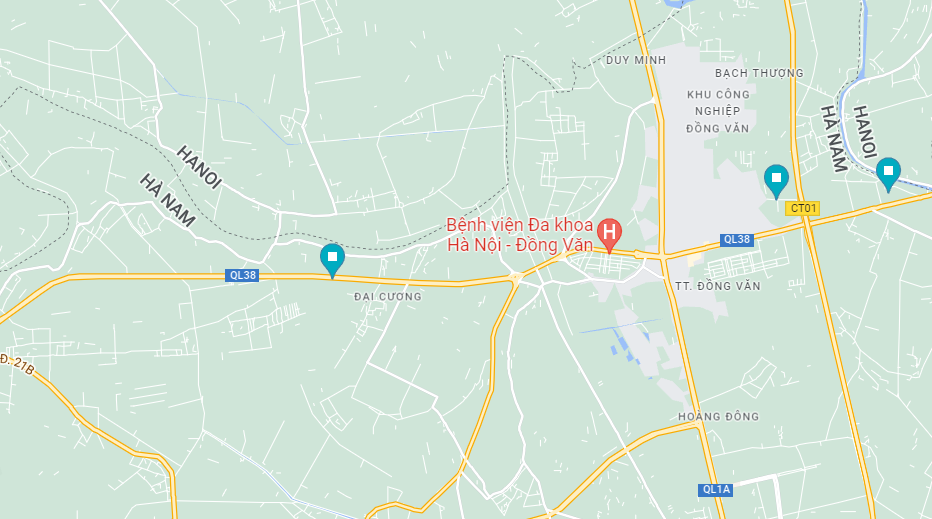 DUY MINH
BẠCH THƯỢNG
KHU CÔNG
NGHIỆP
ĐỒNG VĂN
HANOI
HÀ NAM
HANOI
HÀ NAM
CT01
Bệnh viện Đa khoa
Hà Nội - Đồng Văn
H
QL38
QL38
ĐẠI CƯƠNG
TT. ĐỒNG VĂN
Đ. 21B
HOÀNG ĐÔNG
QL1A